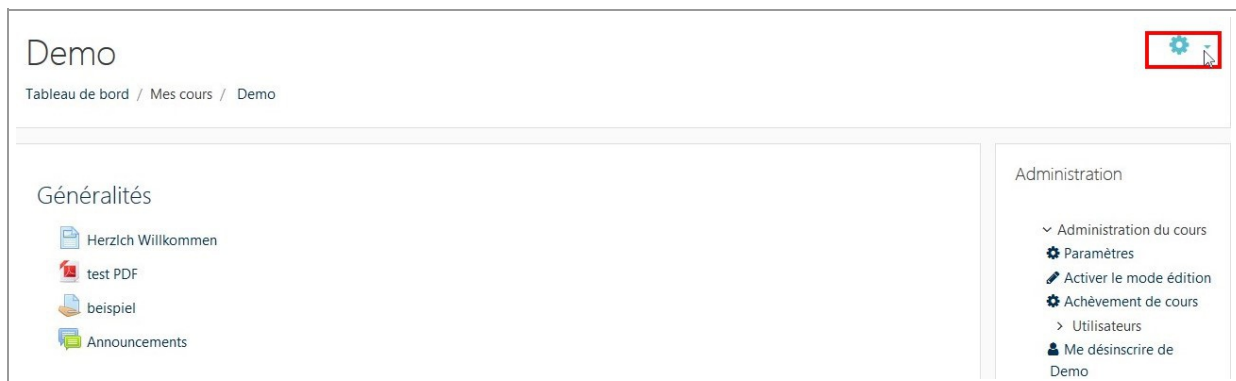 Demo
Tableau de bord / Mes cours / Demo
Généralités
Herzlch Willkommen
test PDF
beispiel
Announcements
Administration
Administration du cours
Paramètres
Activer le mode édition
Achèvement de cours
Utilisateurs
Me désinscrire de
Demo